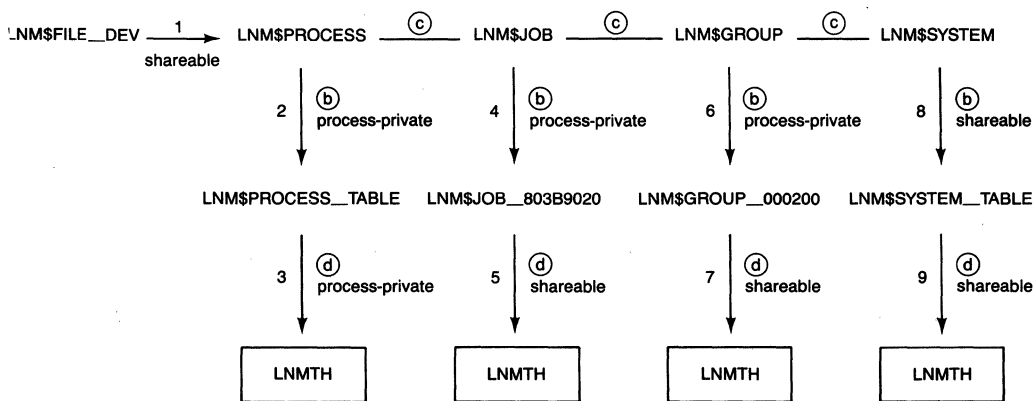 LNM$FILE__DEV 1 LNM$PROCESS c LNM$JOB c LNM$GROUP c LNM$SYSTEM
shareable
2 b process-private 4 b process-private 6 b process-private 8 b shareable
LNM$PROCESS__TABLE LNM$JOB__803B9020 LNM$GROUP__000200 LNM$SYSTEM__TABLE
3 d process-private 5 d shareable 7 d shareable 9 d shareable
LNMTH LNMTH LNMTH LNMTH